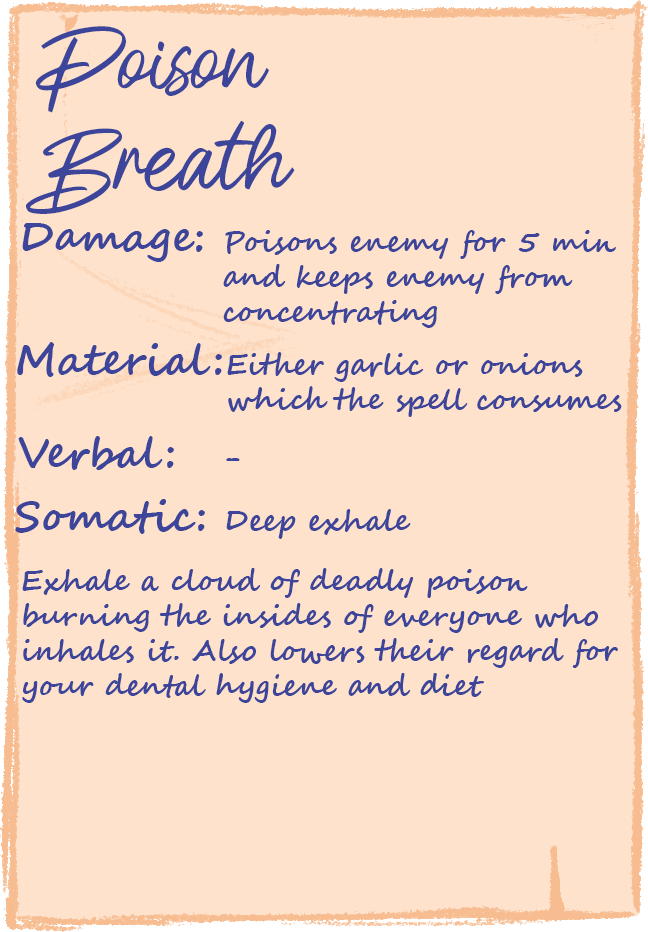 Poison
Breath
Damage: Poisons enemy for 5 min
and keeps enemy from
concentrating
Material: Either garlic or onions
which the spell consumes
Verbal: -
Somatic: Deep exhale
Exhale a cloud of deadly poison
burning the insides of everyone who
inhales it. Also lowers their regard for
your dental hygiene and diet